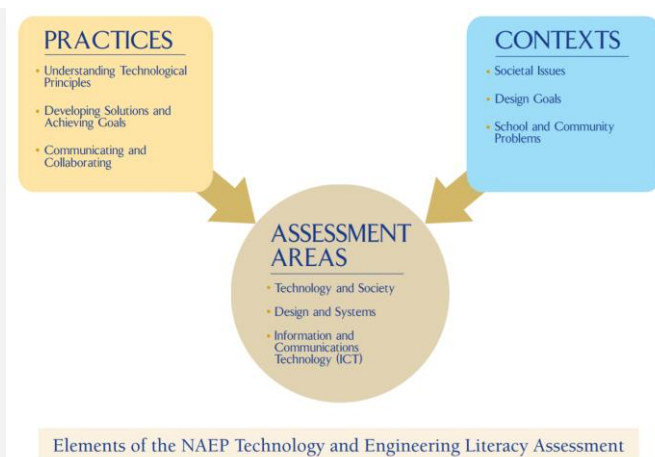 PRACTICES
• Understanding Technological
Principles
• Developing Solutions and
Achieving Goals
• Communicating and
Collaborating
CONTEXTS
• Societal Issues
• Design Goals
• School and Community
Problems
ASSESSMENT
AREAS
• Technology and Society
• Design and Systems
• Information and
Communications
Technology (ICT)
Elements of the NAEP Technology and Engineering Literacy Assessment